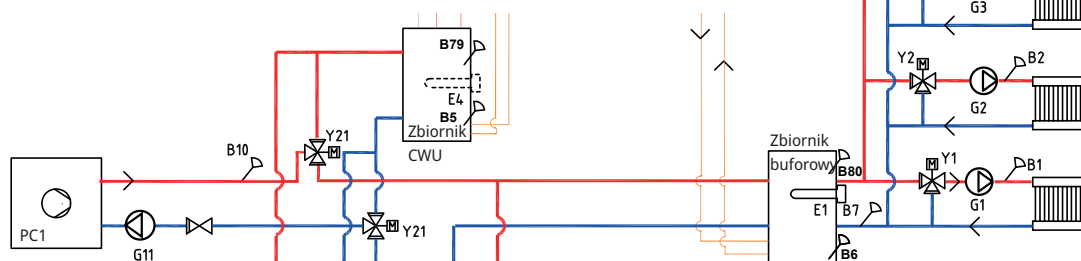 G3
B79
Y2
M
B2
E4
G2
B5
Zbiornik
CWU
Y21
M
B10
Zbiornik
buforowy
B80
Y1
M
B1
E1
B7
G1
PC1
G11
M
Y21
B6